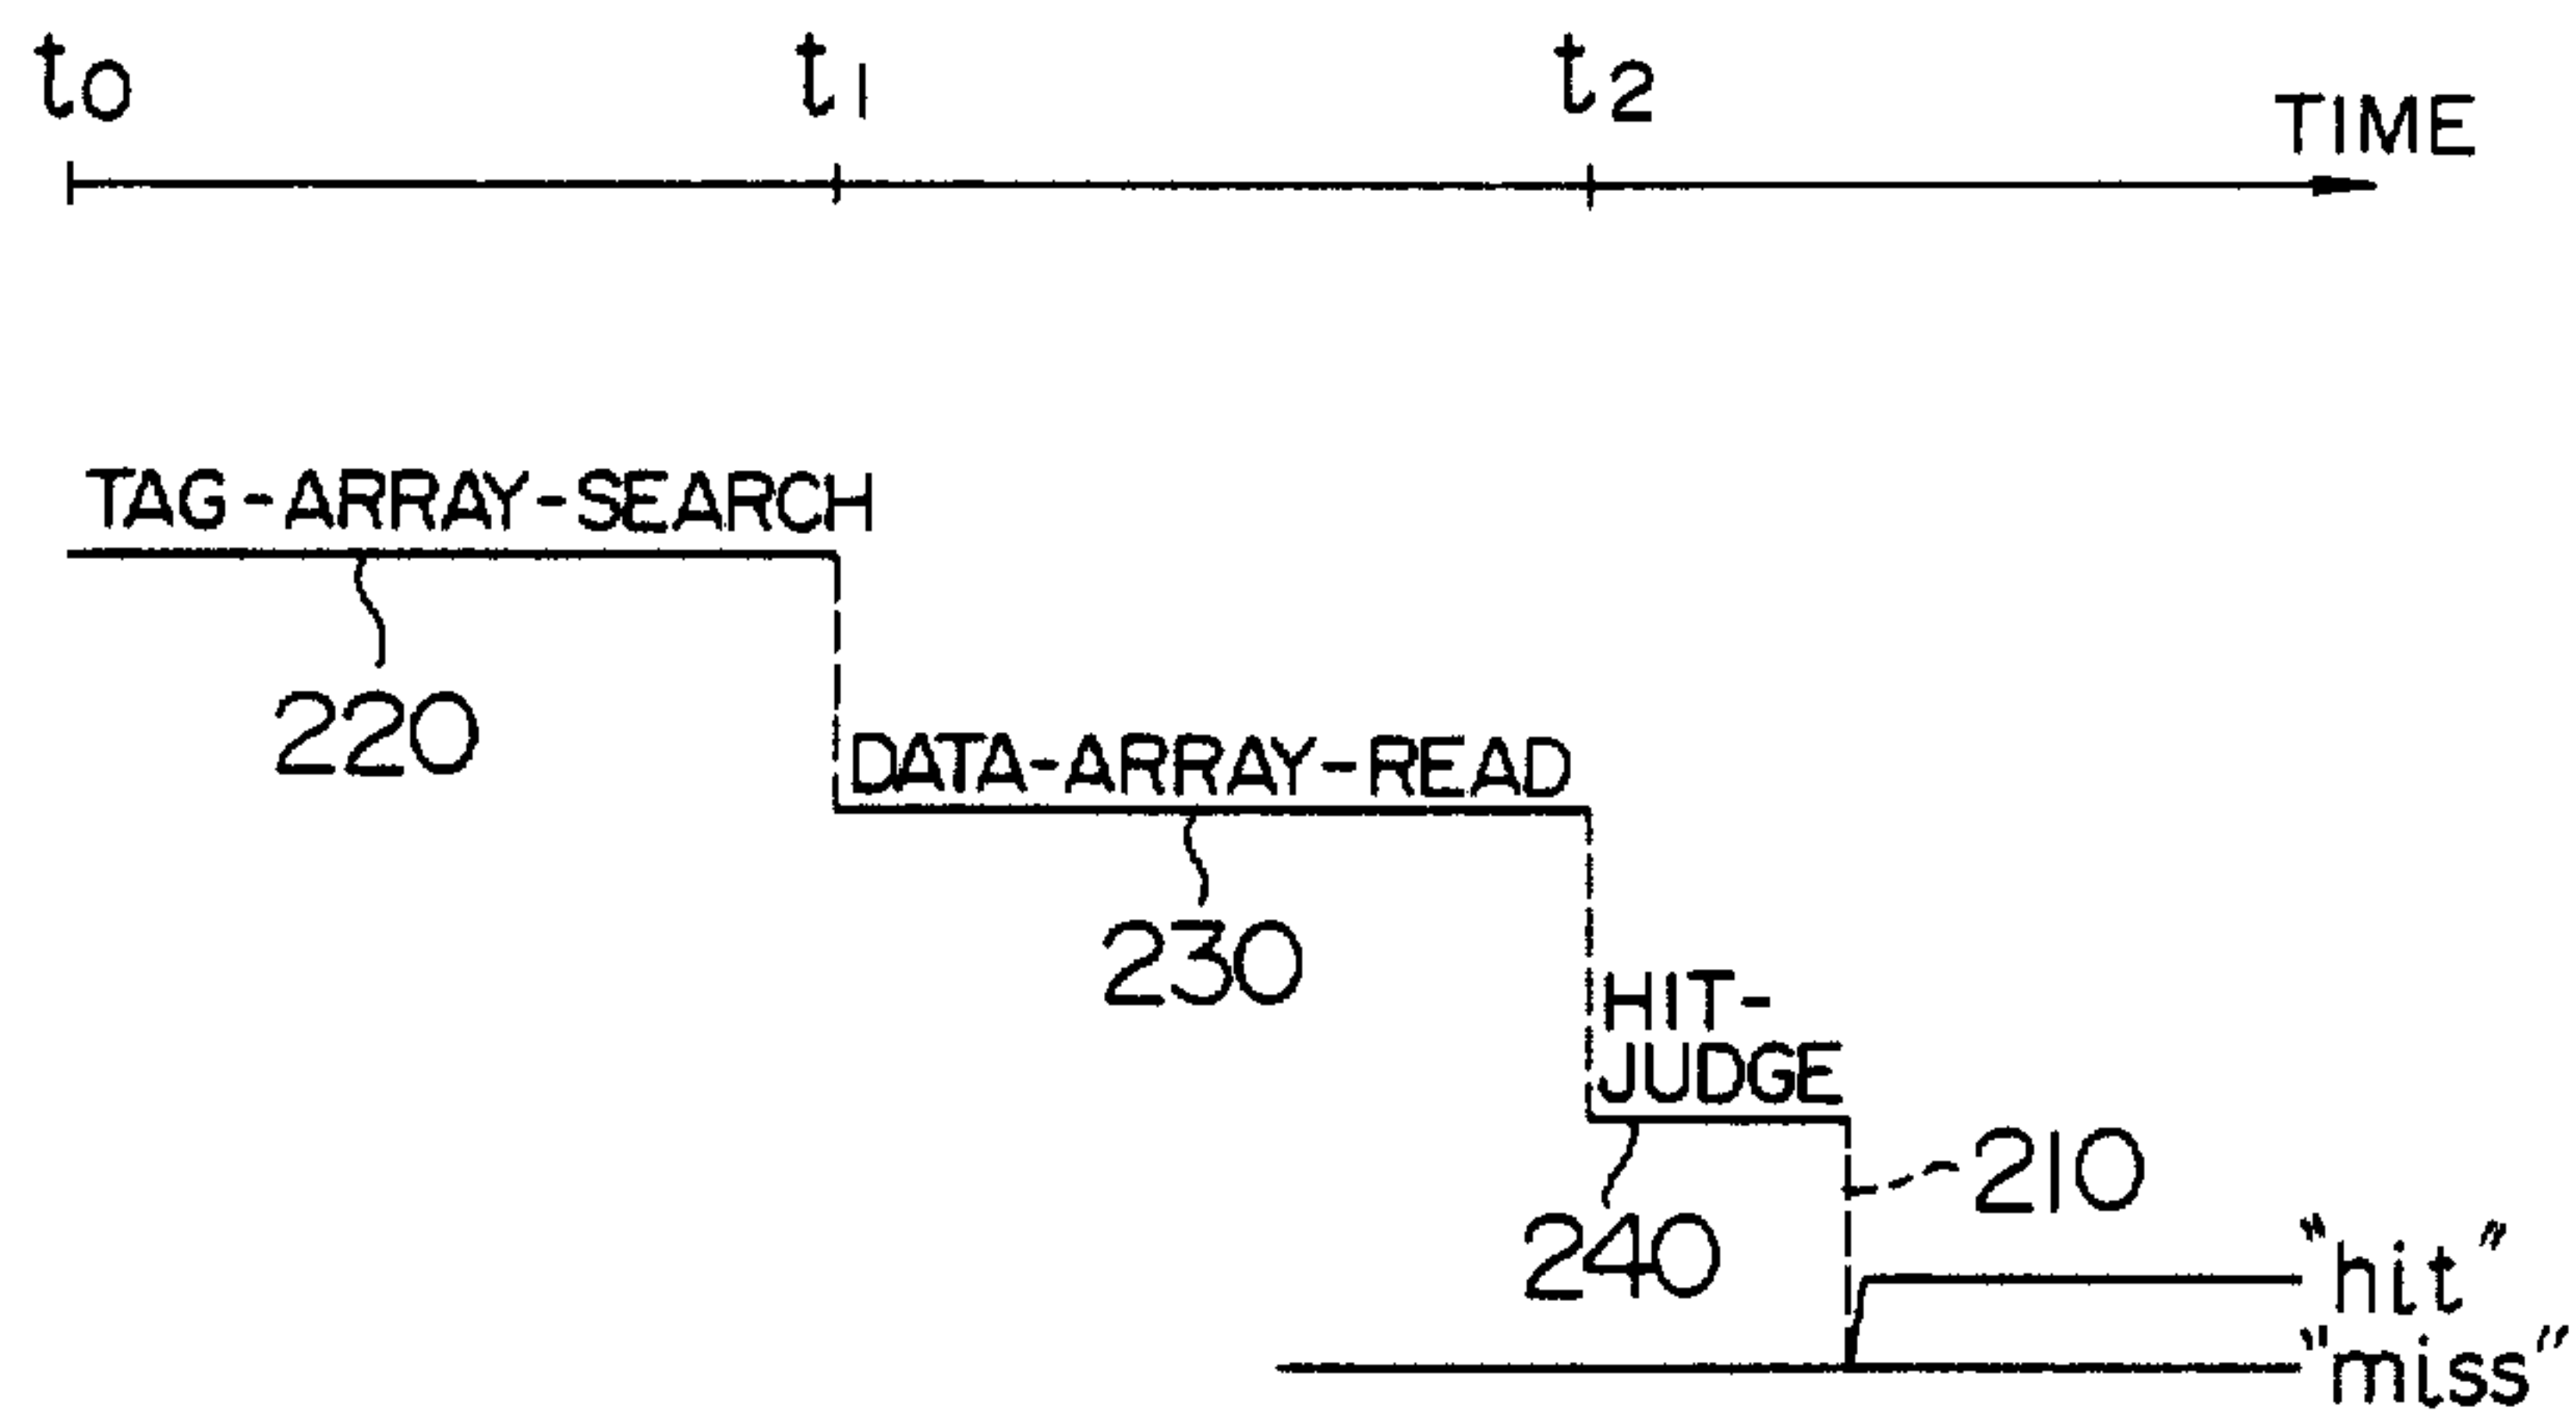 t0 t1 t2
TIME
TAG-ARRAY-SEARCH
220
DATA-ARRAY-READ
230
HIT-
JUDGE
210
240
"hit"
"miss"